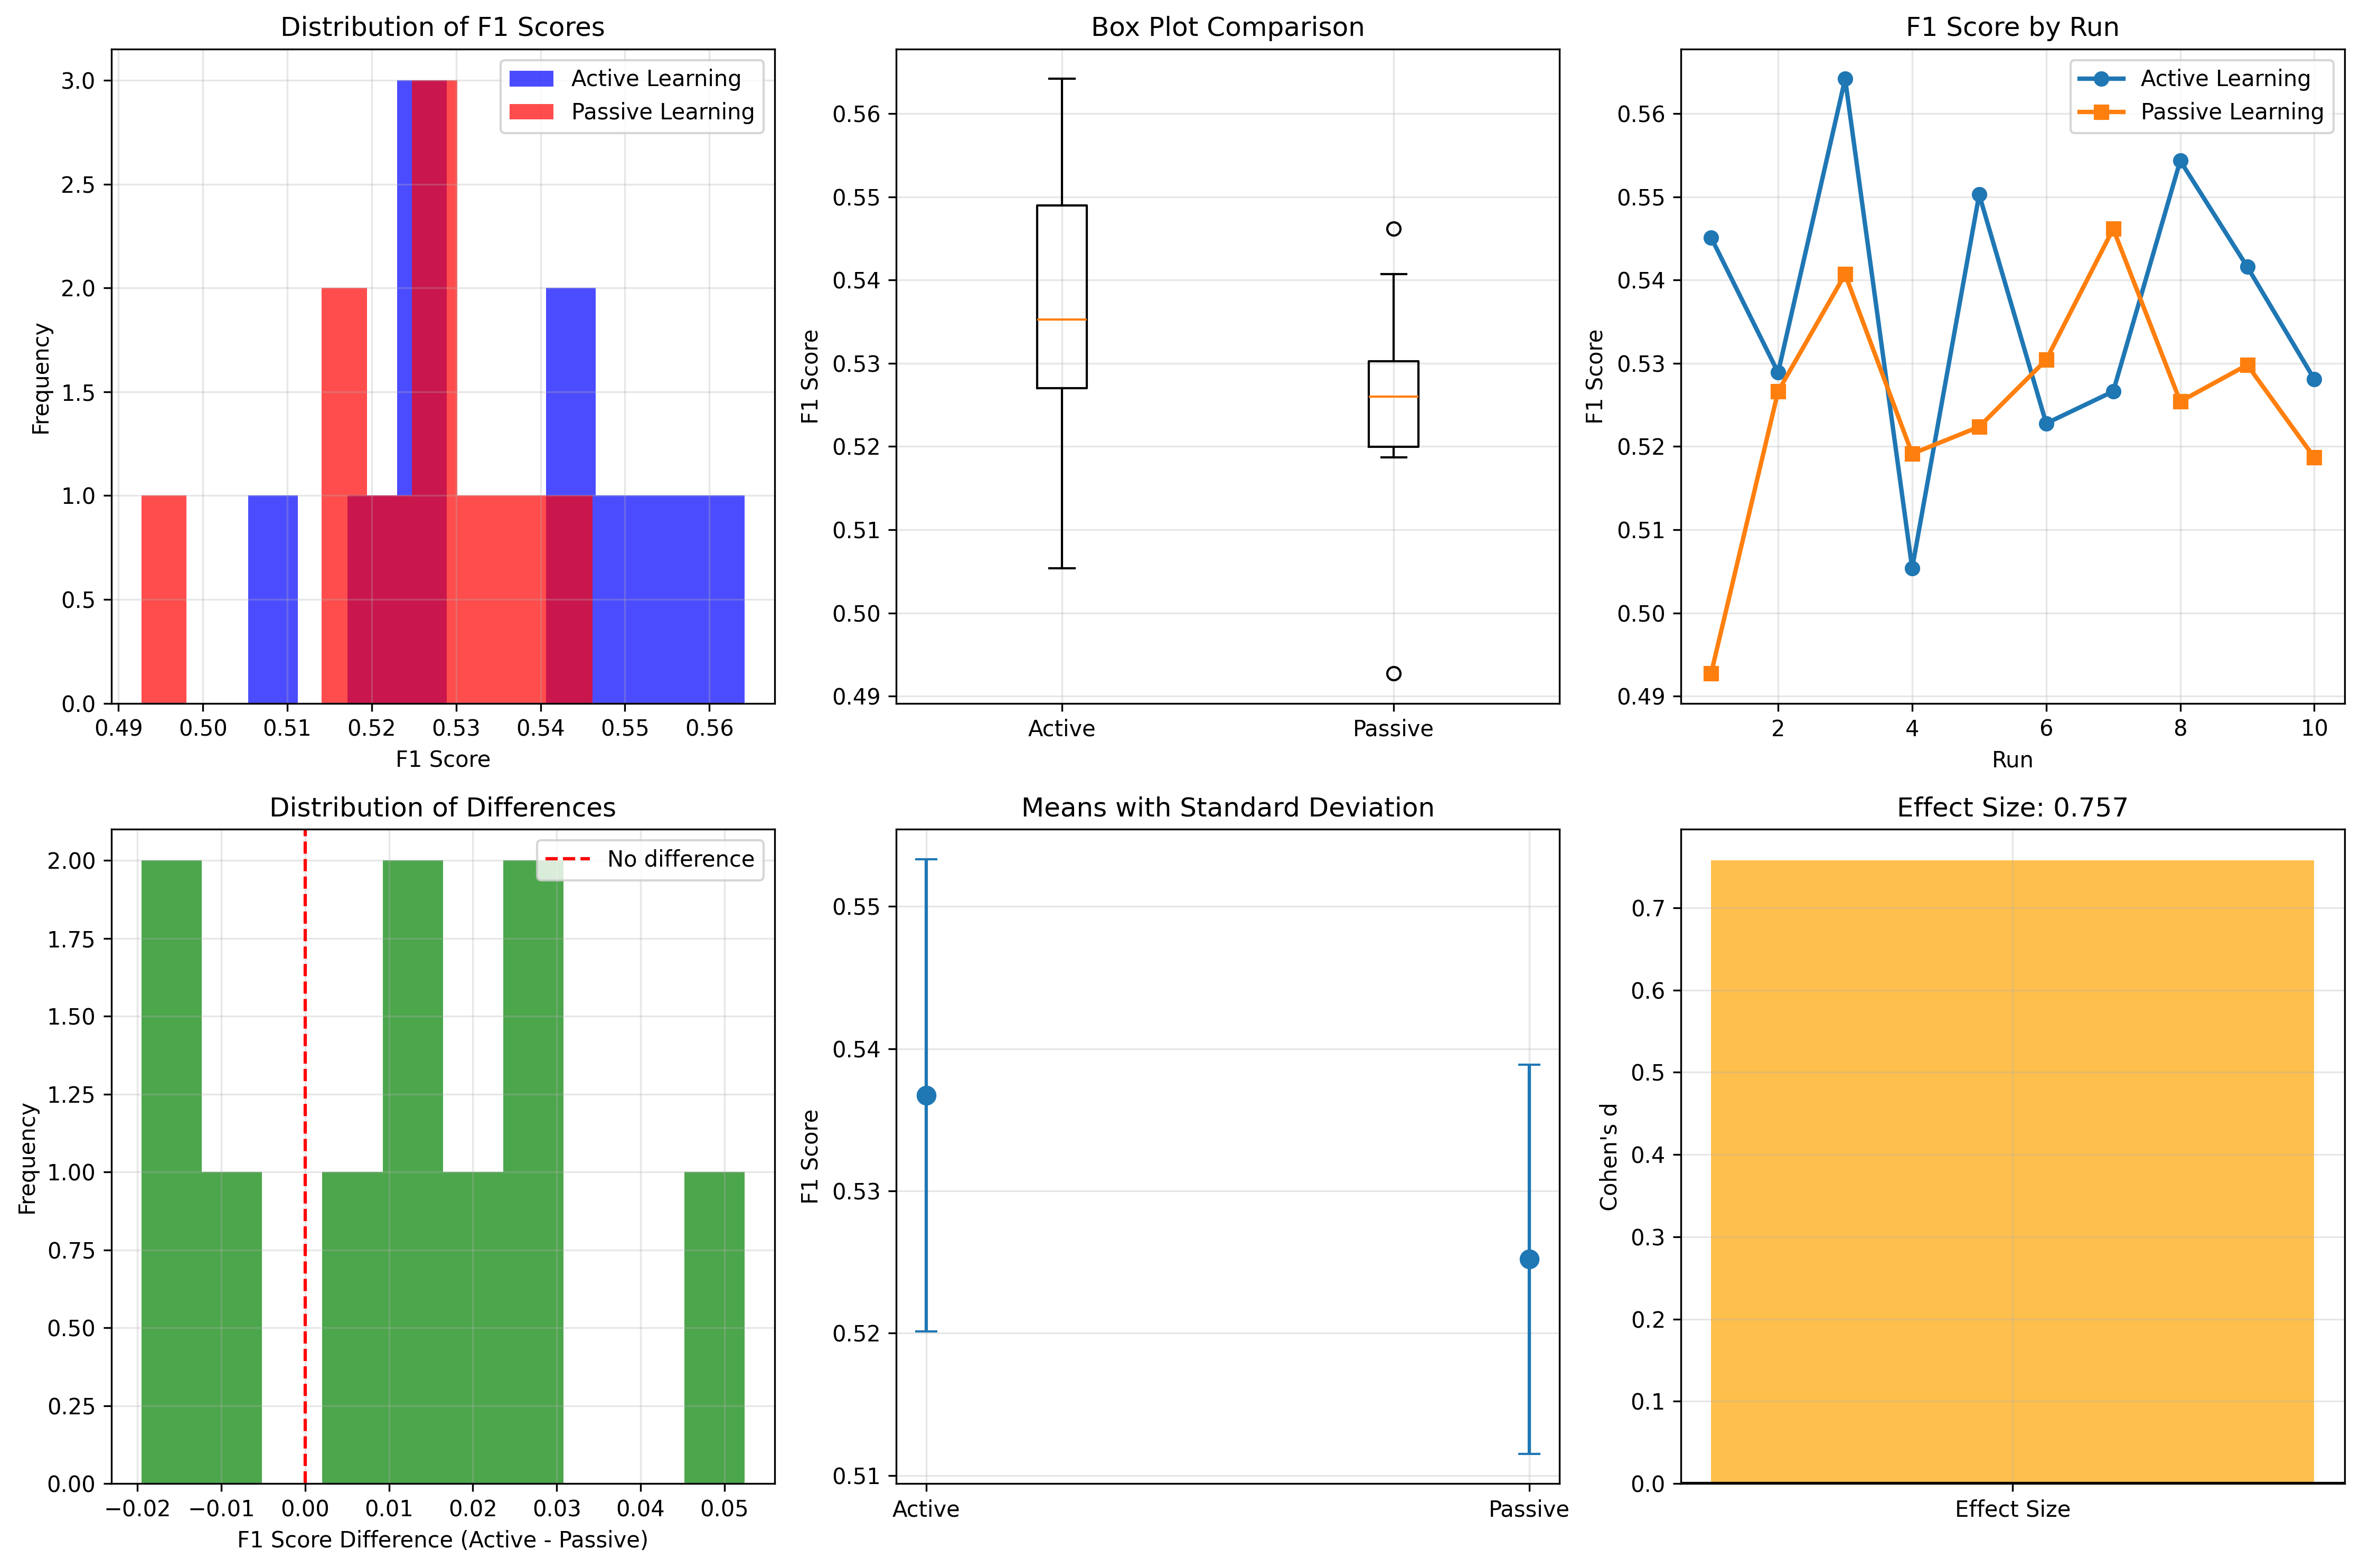 Distribution of F1 Scores
3.0
2.5
2.0
1.5
1.0
0.5
0.0
Frequency
Active Learning
Passive Learning
0.49 0.50 0.51 0.52 0.53 0.54 0.55 0.56
F1 Score
Box Plot Comparison
0.56
0.55
0.54
0.53
0.52
0.51
0.50
0.49
F1 Score
Active Passive
F1 Score by Run
0.56
0.55
0.54
0.53
0.52
0.51
0.50
0.49
F1 Score
Active Learning
Passive Learning
2 4 6 8 10
Run
Distribution of Differences
2.00
1.75
1.50
1.25
1.00
0.75
0.50
0.25
0.00
Frequency
No difference
−0.02 −0.01 0.00 0.01 0.02 0.03 0.04 0.05
F1 Score Difference (Active - Passive)
Means with Standard Deviation
0.55
0.54
0.53
0.52
0.51
F1 Score
Active Passive
Effect Size: 0.757
0.7
0.6
0.5
0.4
0.3
0.2
0.1
0.0
Cohen's d
Effect Size